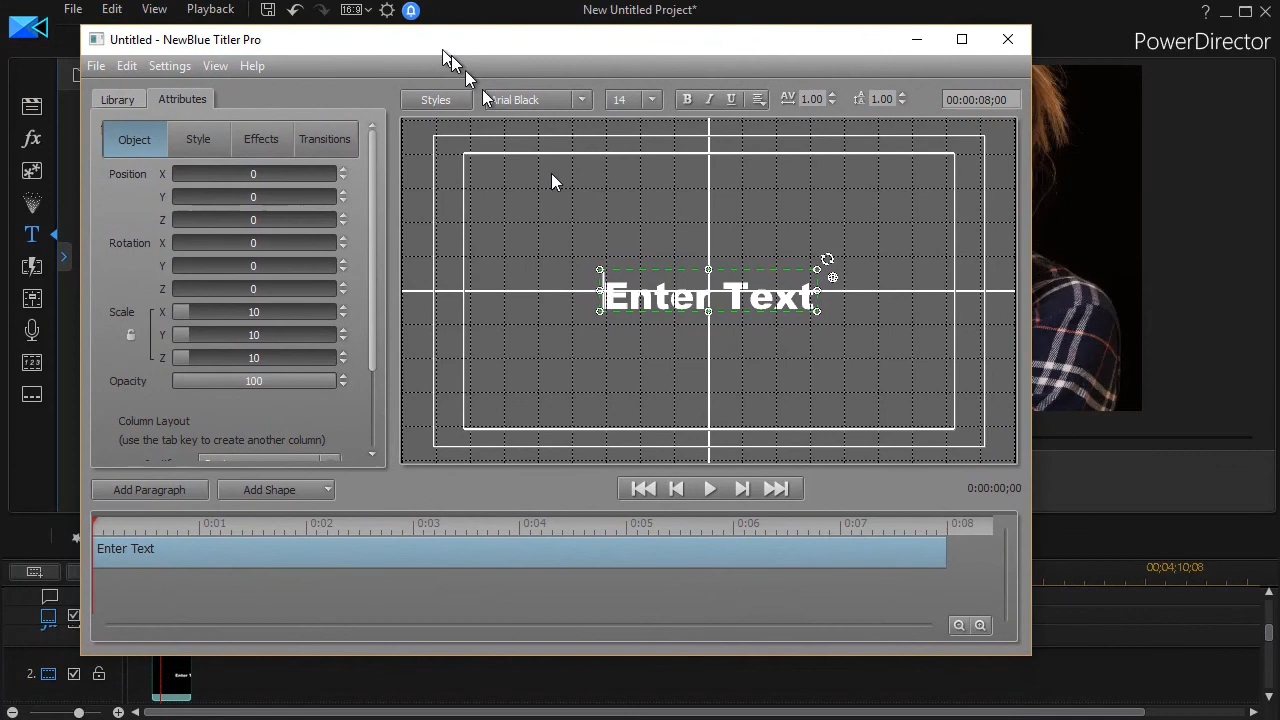 File Edit View Playback 16:9 New Untitled Project* ?
PowerDirector
Untitled - NewBlue Titler Pro
File Edit Settings View Help
Library Attributes Styles Arial Black 14 B I U AV 1.00 1.00 00:00:08;00
Object Style Effects Transitions
Position X 0
Y 0
Z 0
Rotation X 0
Y 0
Z 0
Scale X 10
Y 10
Z 10
Opacity 100
Column Layout
(use the tab key to create another column)
Enter Text
Add Paragraph Add Shape 0:00:00;00
0:01 0:02 0:03 0:04 0:05 0:06 0:07 0:08
Enter Text
00;04;10;08
2.
Enter T